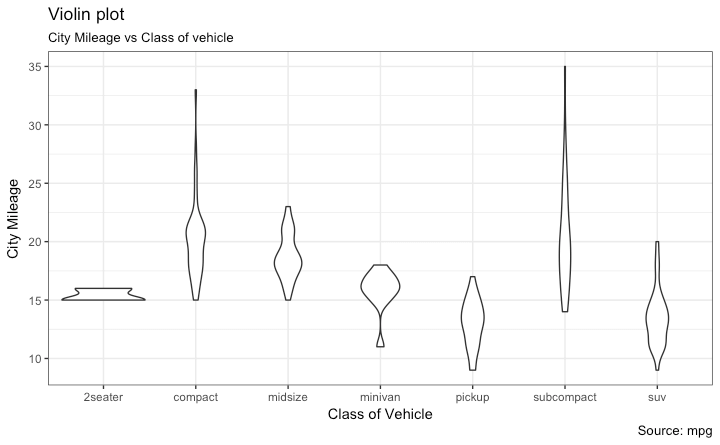 Violin plot
City Mileage vs Class of vehicle
City Mileage
35
30
25
20
15
10
2seater compact midsize minivan pickup subcompact suv
Class of Vehicle
Source: mpg